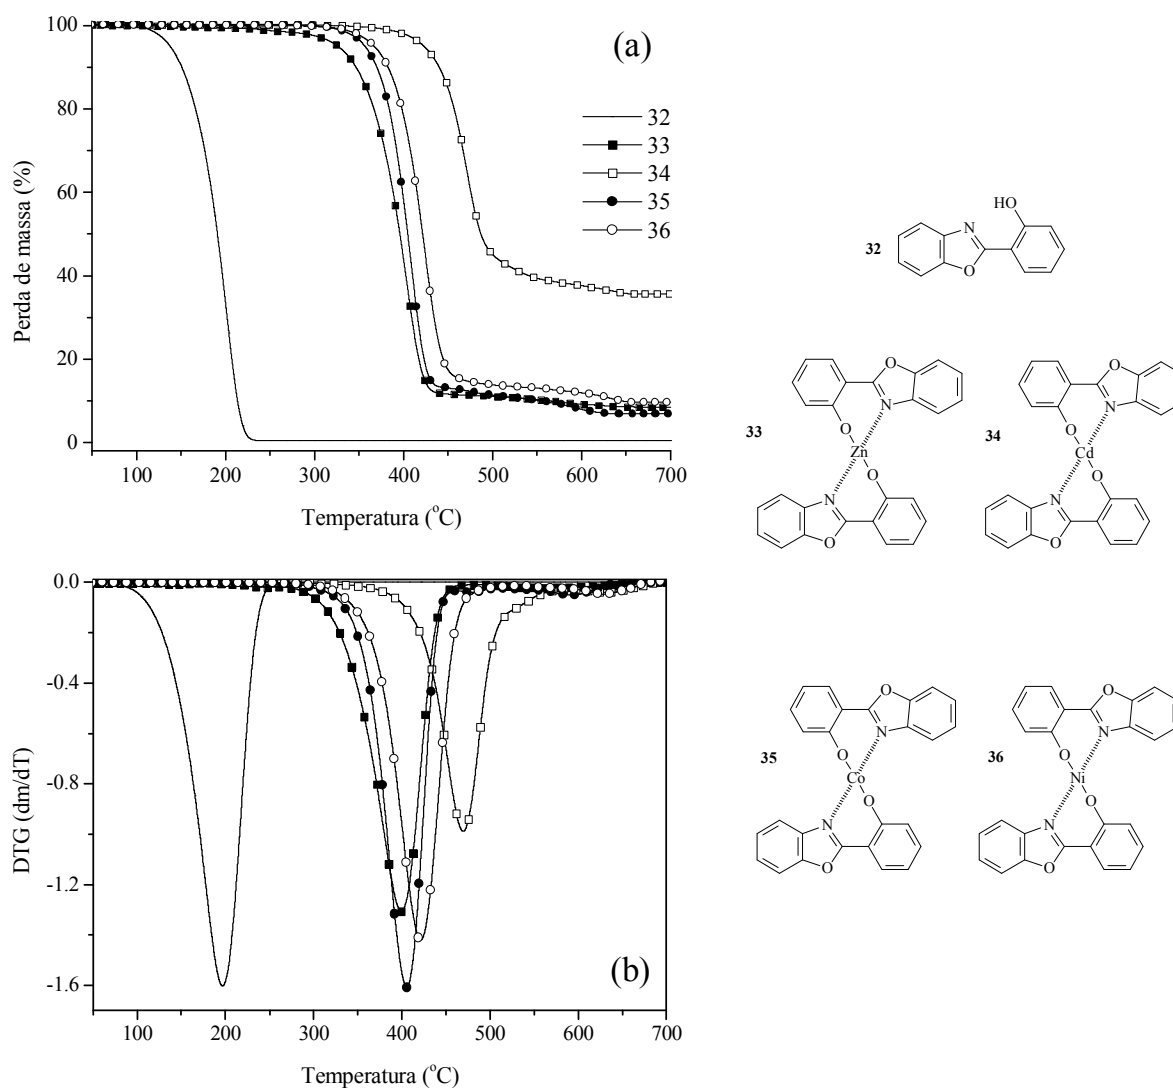 (a)
100
80
60
40
20
0
Perda de massa (%)
32
33
34
35
36
100 200 300 400 500 600 700
Temperatura (°C)
(b)
0.0
-0.4
-0.8
-1.2
-1.6
DTG (dm/dT)
100 200 300 400 500 600 700
Temperatura (°C)
32
HO
N
O
33
O
N
O
Zn
O
N
O
34
O
N
O
Cd
O
N
O
35
O
N
O
Co
O
N
O
36
O
N
O
Ni
O
N
O